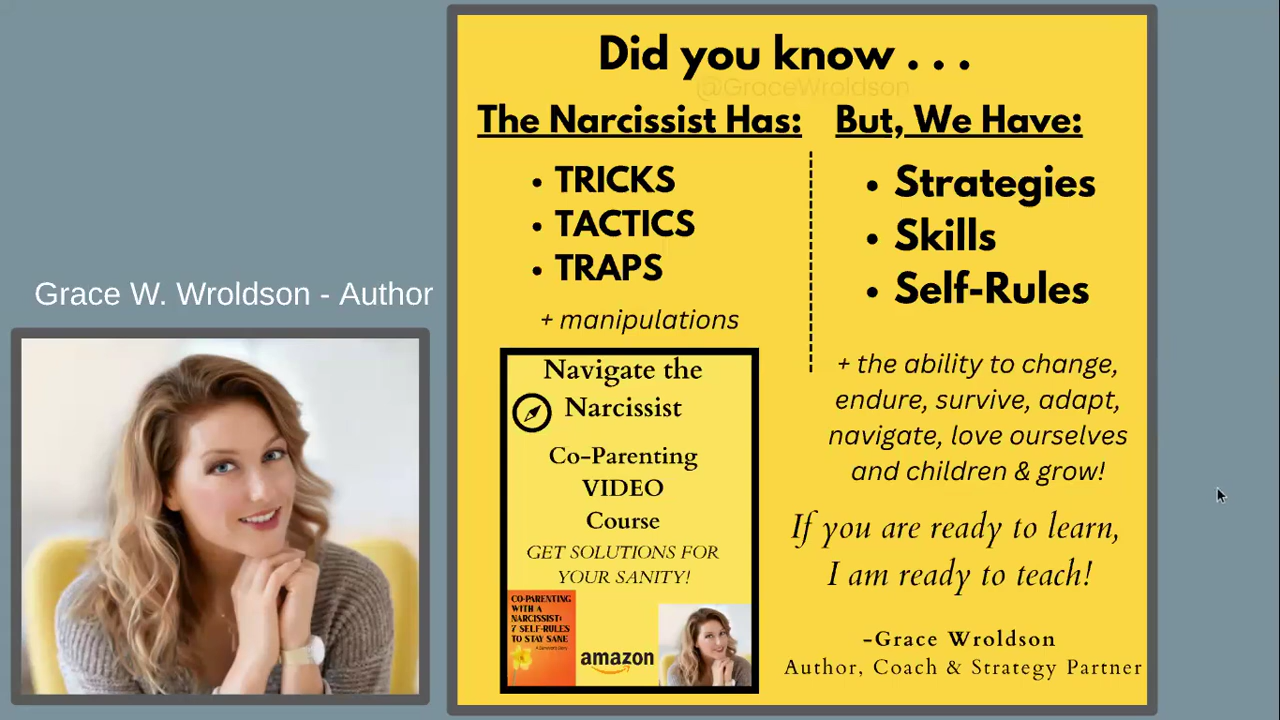 Did you know . . .
@GraceWroldson
The Narcissist Has:
• TRICKS
• TACTICS
• TRAPS
+ manipulations
But, We Have:
• Strategies
• Skills
• Self-Rules
+ the ability to change,
endure, survive, adapt,
navigate, love ourselves
and children & grow!
Grace W. Wroldson - Author
Navigate the
Narcissist
Co-Parenting
VIDEO
Course
GET SOLUTIONS FOR
YOUR SANITY!
CO-PARENTING
WITH A
NARCISSIST:
7 SELF-RULES
TO STAY SANE
A Survivor's Story
amazon
If you are ready to learn,
I am ready to teach!
-Grace Wroldson
Author, Coach & Strategy Partner